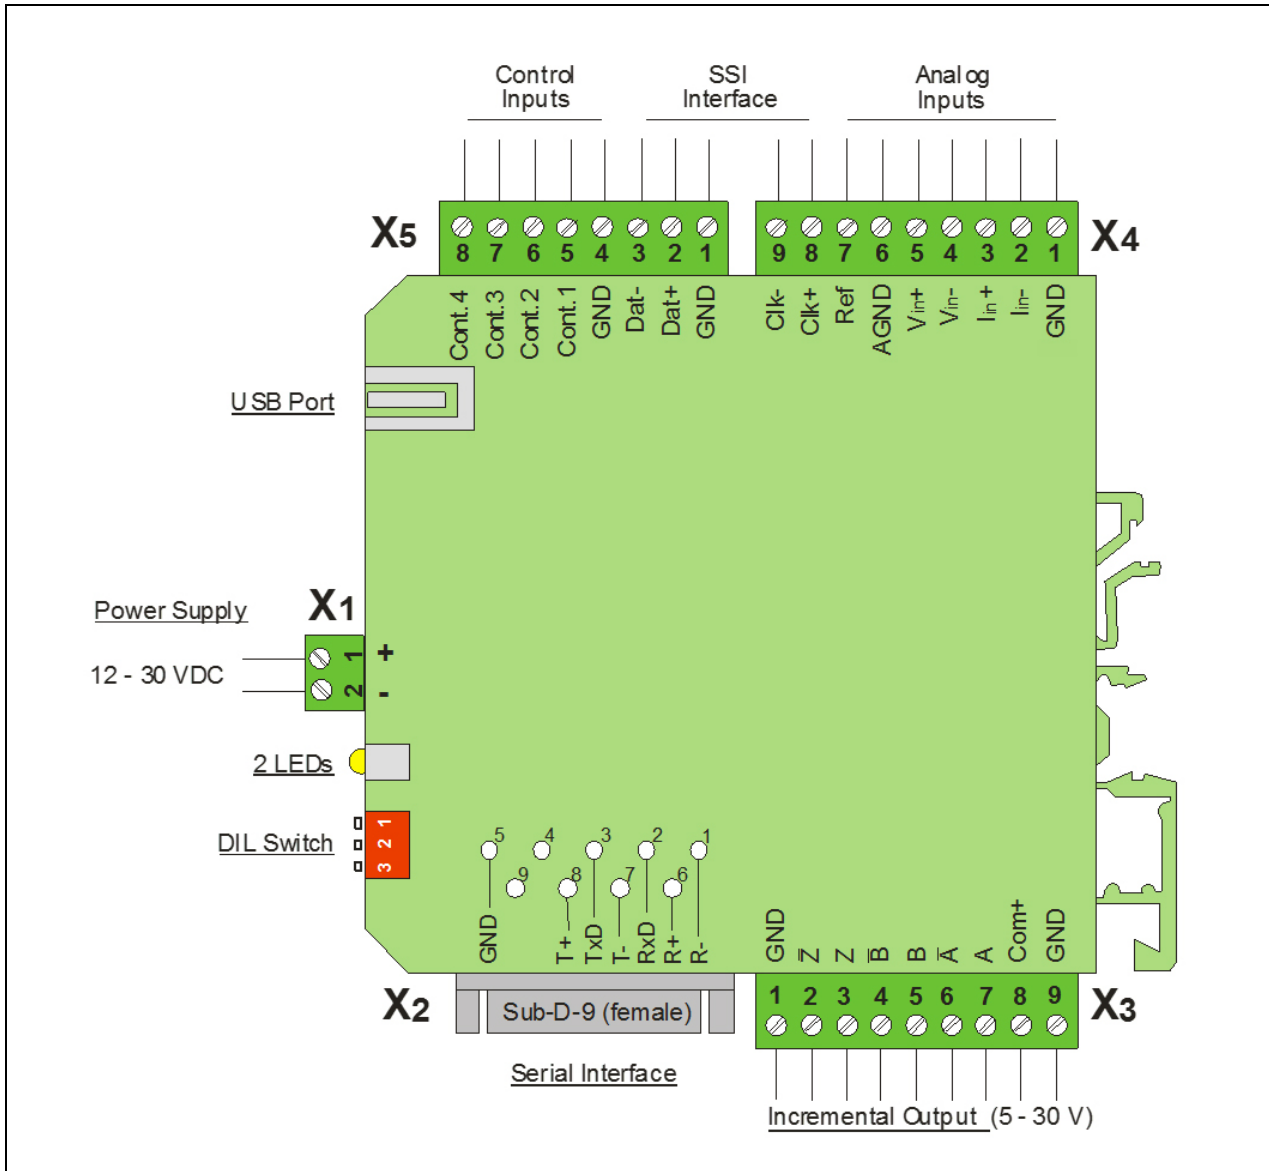 Control
Inputs
SSI
Interface
Analog
Inputs
X5
8 7 6 5 4 3 2 1
9 8 7 6 5 4 3 2 1
X4
Cont.4
Cont.3
Cont.2
Cont.1
GND
Dat-
Dat+
GND
Clk-
Clk+
Ref
AGND
Vin+
Vin-
Iin+
Iin-
GND
USB Port
X1
Power Supply
12 - 30 VDC
1 +
2 -
2 LEDs
DIL Switch
1
2
3
5 4 3 2 1
9 8 7 6
GND
T+
TxD
T-
RxD
R+
R-
GND
Z̅
Z
B̅
B
A̅
A
Com+
GND
X2
Sub-D-9 (female)
1 2 3 4 5 6 7 8 9
X3
Serial Interface
Incremental Output (5 - 30 V)